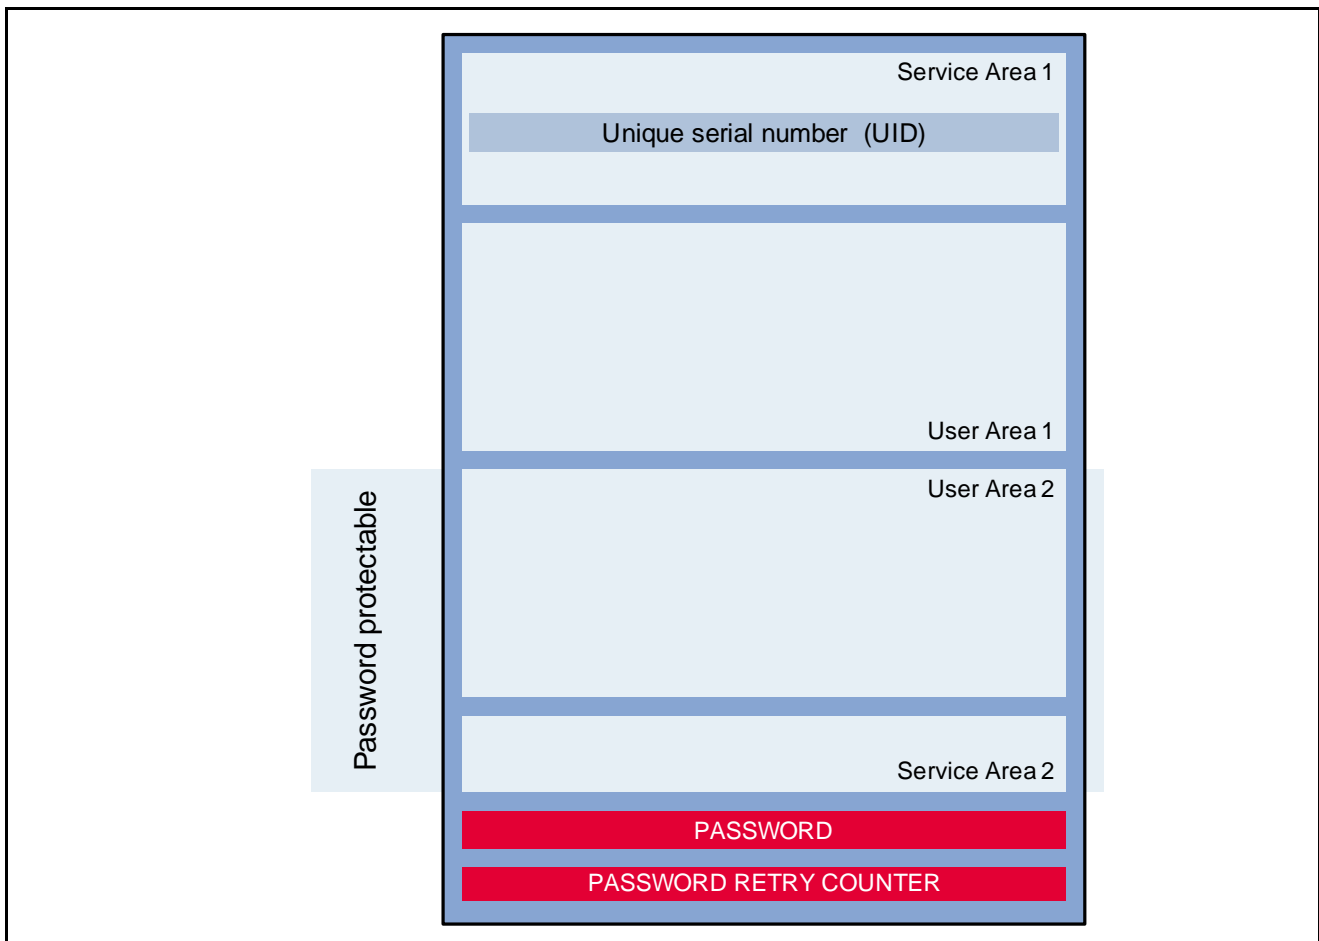 Service Area 1
Unique serial number (UID)
User Area 1
User Area 2
Password protectable
Service Area 2
PASSWORD
PASSWORD RETRY COUNTER